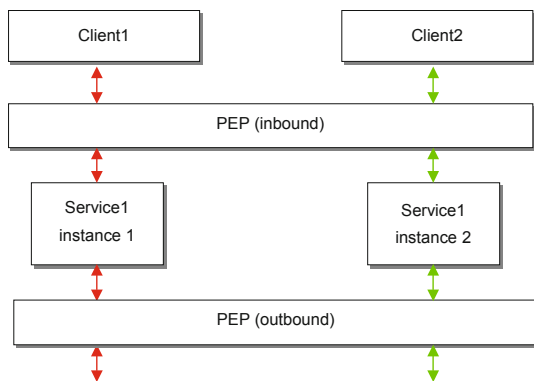 Client1
Client2
PEP (inbound)
Service1
instance 1
Service1
instance 2
PEP (outbound)